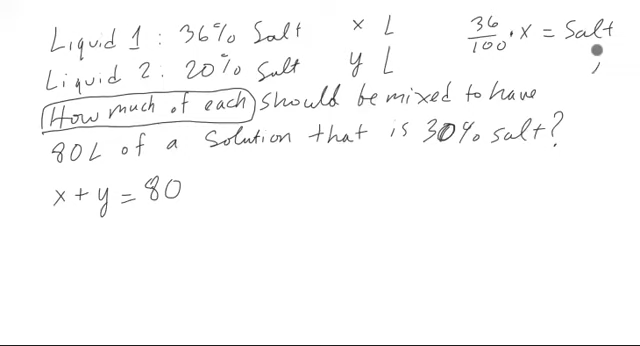 Liquid 1 : 36% Salt x L 36/100 · x = Salt
Liquid 2 : 20% Salt y L
How much of each should be mixed to have
80L of a solution that is 30% salt?
x + y = 80